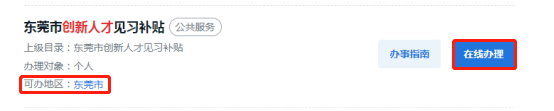 东莞市创新人才见习补贴 公共服务
上级目录：东莞市创新人才见习补贴
办理对象：个人
办事指南 在线办理
可办地区：东莞市